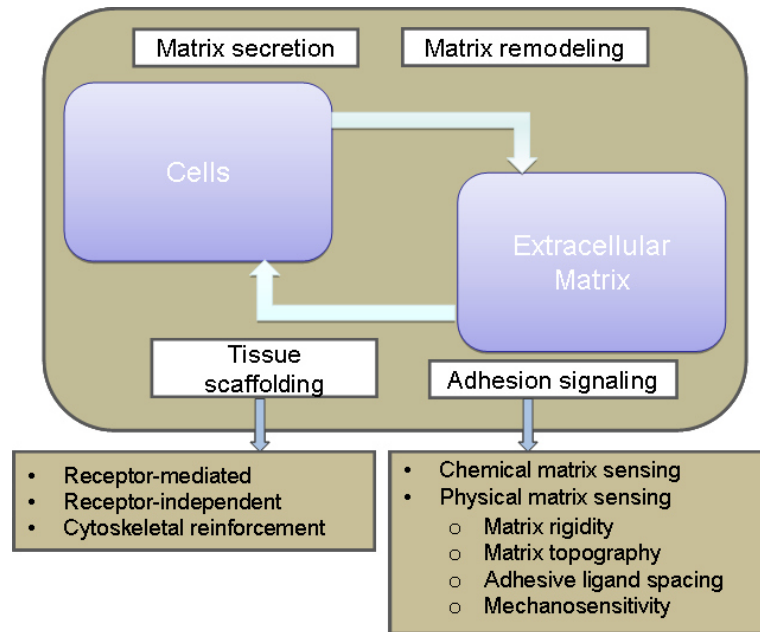 Matrix secretion
Matrix remodeling
Cells
Extracellular
Matrix
Tissue
scaffolding
Adhesion signaling
• Receptor-mediated
• Receptor-independent
• Cytoskeletal reinforcement
• Chemical matrix sensing
• Physical matrix sensing
o Matrix rigidity
o Matrix topography
o Adhesive ligand spacing
o Mechanosensitivity